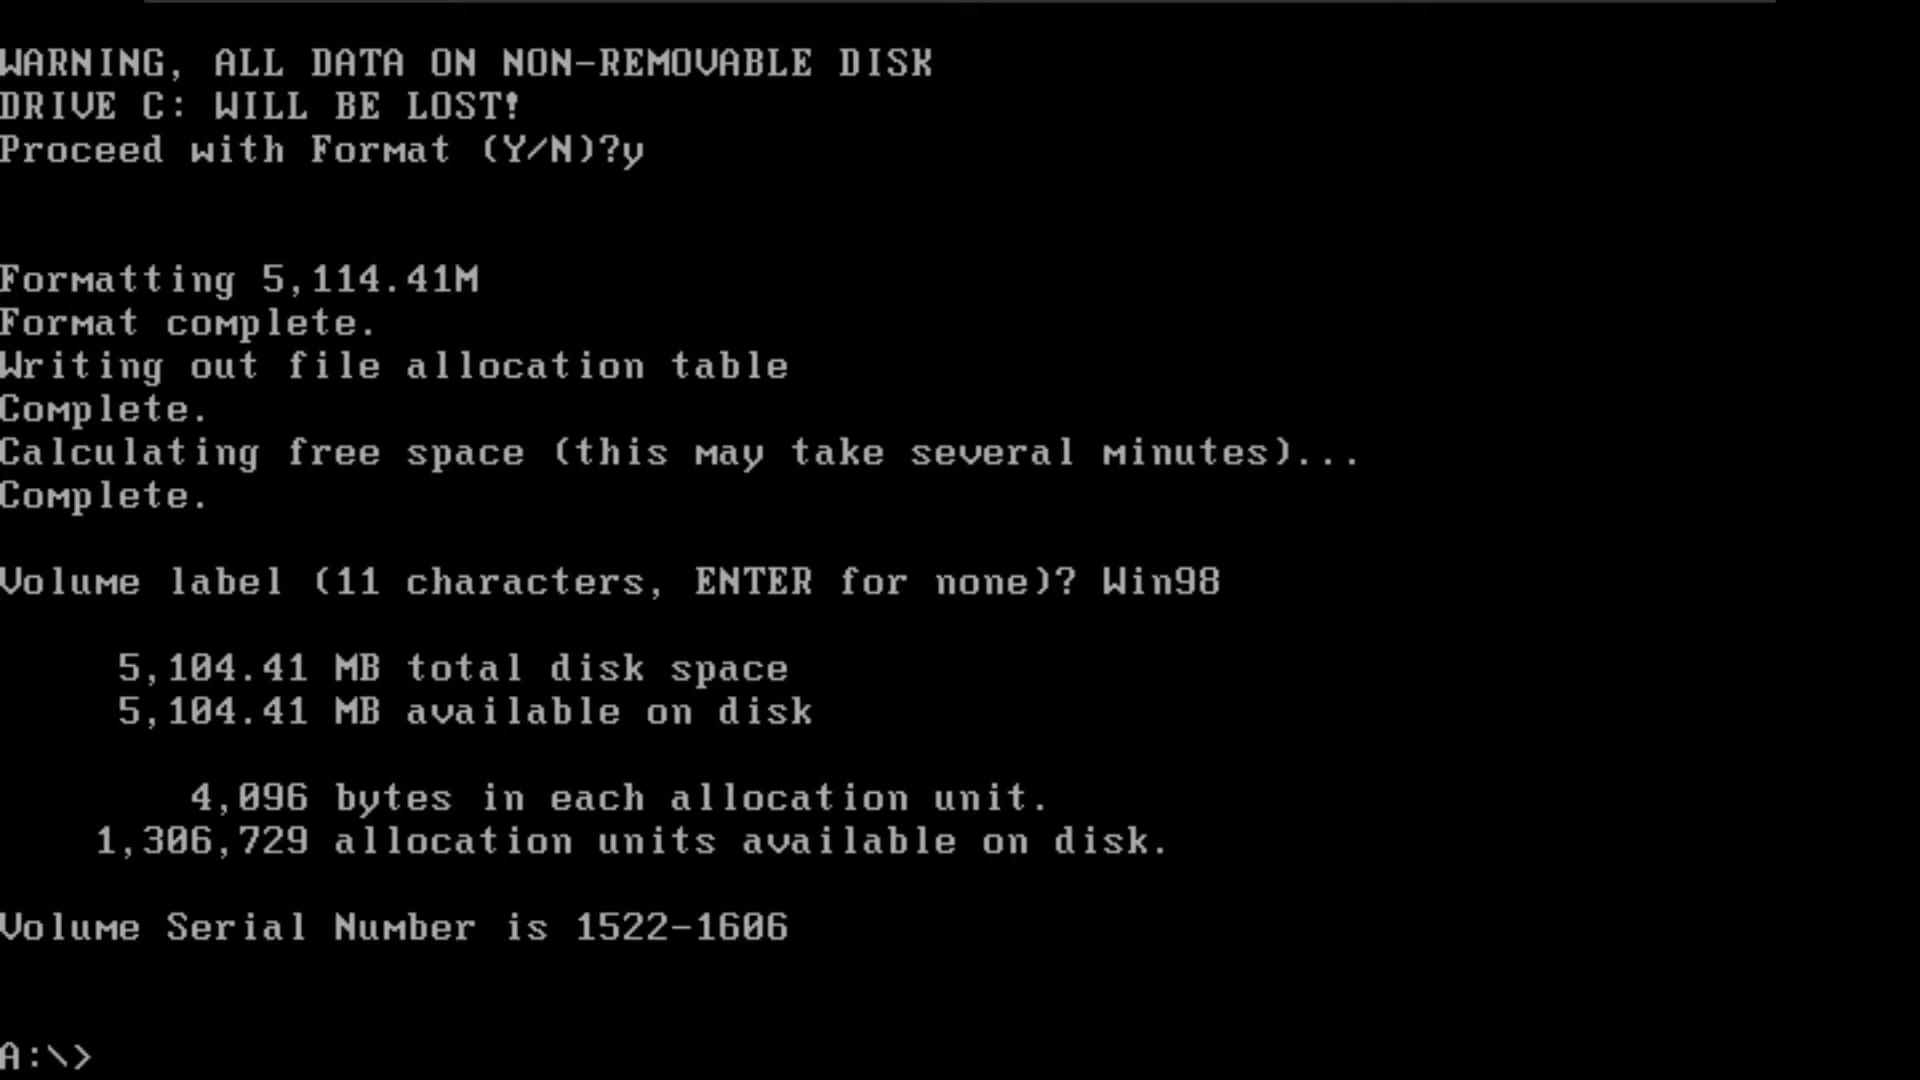 WARNING, ALL DATA ON NON-REMOVABLE DISK
DRIVE C: WILL BE LOST!
Proceed with Format (Y/N)?y
Formatting 5,114.41M
Format complete.
Writing out file allocation table
Complete.
Calculating free space (this may take several minutes)...
Complete.
Volume label (11 characters, ENTER for none)? Win98
5,104.41 MB total disk space
5,104.41 MB available on disk
4,096 bytes in each allocation unit.
1,306,729 allocation units available on disk.
Volume Serial Number is 1522-1606
A:\>